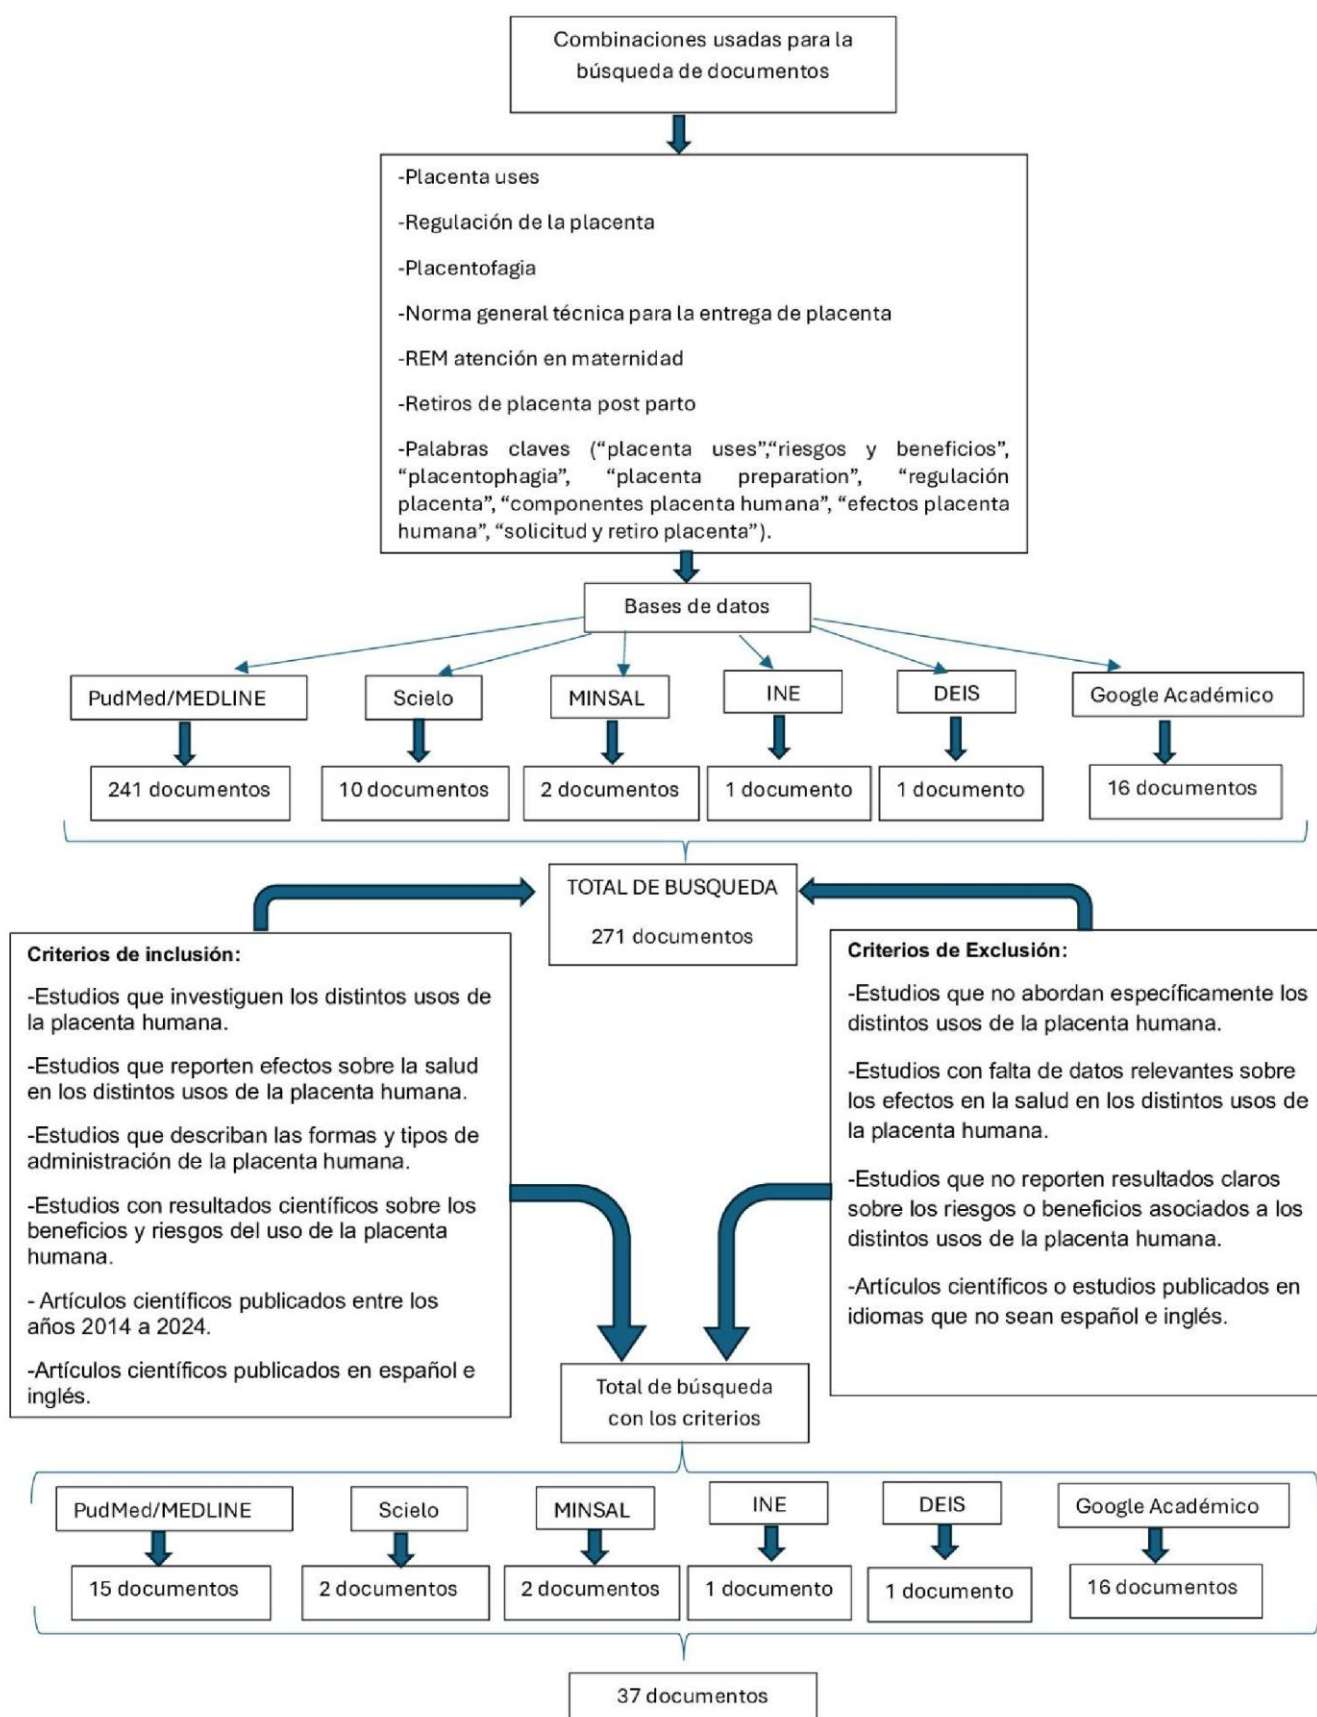 Combinaciones usadas para la
búsqueda de documentos
-Placenta uses
-Regulación de la placenta
-Placentofagia
-Norma general técnica para la entrega de placenta
-REM atención en maternidad
-Retiros de placenta post parto
-Palabras claves (“placenta uses”,“riesgos y beneficios”,
“placentophagia”, “placenta preparation”, “regulación
placenta”, “componentes placenta humana”, “efectos placenta
humana”, “solicitud y retiro placenta”).
Bases de datos
PudMed/MEDLINE
Scielo
MINSAL
INE
DEIS
Google Académico
241 documentos
10 documentos
2 documentos
1 documento
1 documento
16 documentos
TOTAL DE BUSQUEDA
271 documentos
Criterios de inclusión:
-Estudios que investiguen los distintos usos de
la placenta humana.
-Estudios que reporten efectos sobre la salud
en los distintos usos de la placenta humana.
-Estudios que describan las formas y tipos de
administración de la placenta humana.
-Estudios con resultados científicos sobre los
beneficios y riesgos del uso de la placenta
humana.
- Artículos científicos publicados entre los
años 2014 a 2024.
-Artículos científicos publicados en español e
inglés.
Criterios de Exclusión:
-Estudios que no abordan específicamente los
distintos usos de la placenta humana.
-Estudios con falta de datos relevantes sobre
los efectos en la salud en los distintos usos de
la placenta humana.
-Estudios que no reporten resultados claros
sobre los riesgos o beneficios asociados a los
distintos usos de la placenta humana.
-Artículos científicos o estudios publicados en
idiomas que no sean español e inglés.
Total de búsqueda
con los criterios
PudMed/MEDLINE
Scielo
MINSAL
INE
DEIS
Google Académico
15 documentos
2 documentos
2 documentos
1 documento
1 documento
16 documentos
37 documentos